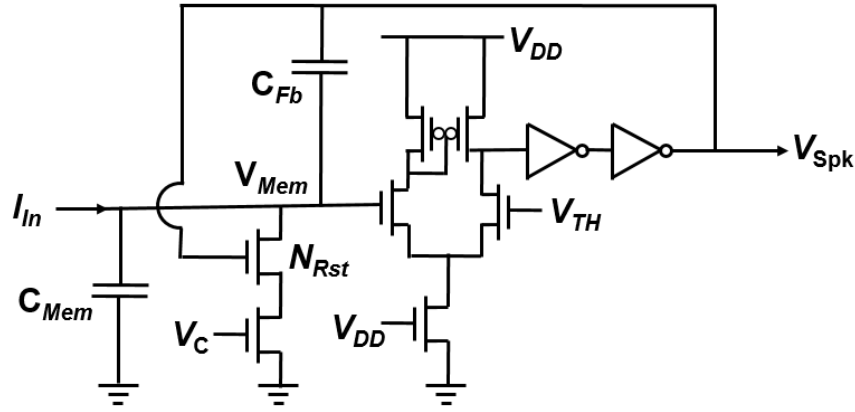 V_DD
C_Fb
V_Spk
V_Mem
I_In
V_TH
N_Rst
C_Mem
V_C
V_DD